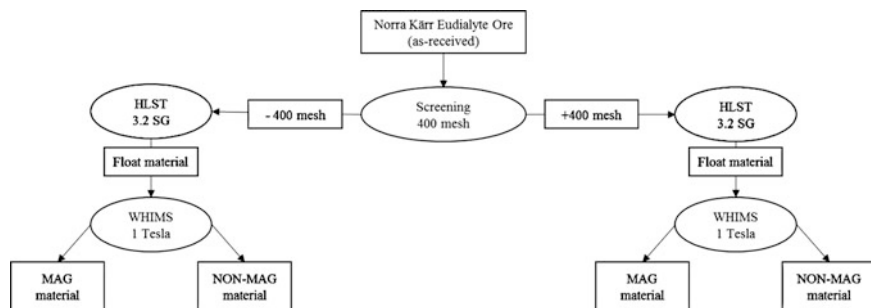 Norra Kärr Eudialyte Ore
(as-received)
HLST
3.2 SG
- 400 mesh
Screening
400 mesh
+400 mesh
HLST
3.2 SG
Float material
Float material
WHIMS
1 Tesla
WHIMS
1 Tesla
MAG
material
NON-MAG
material
MAG
material
NON-MAG
material